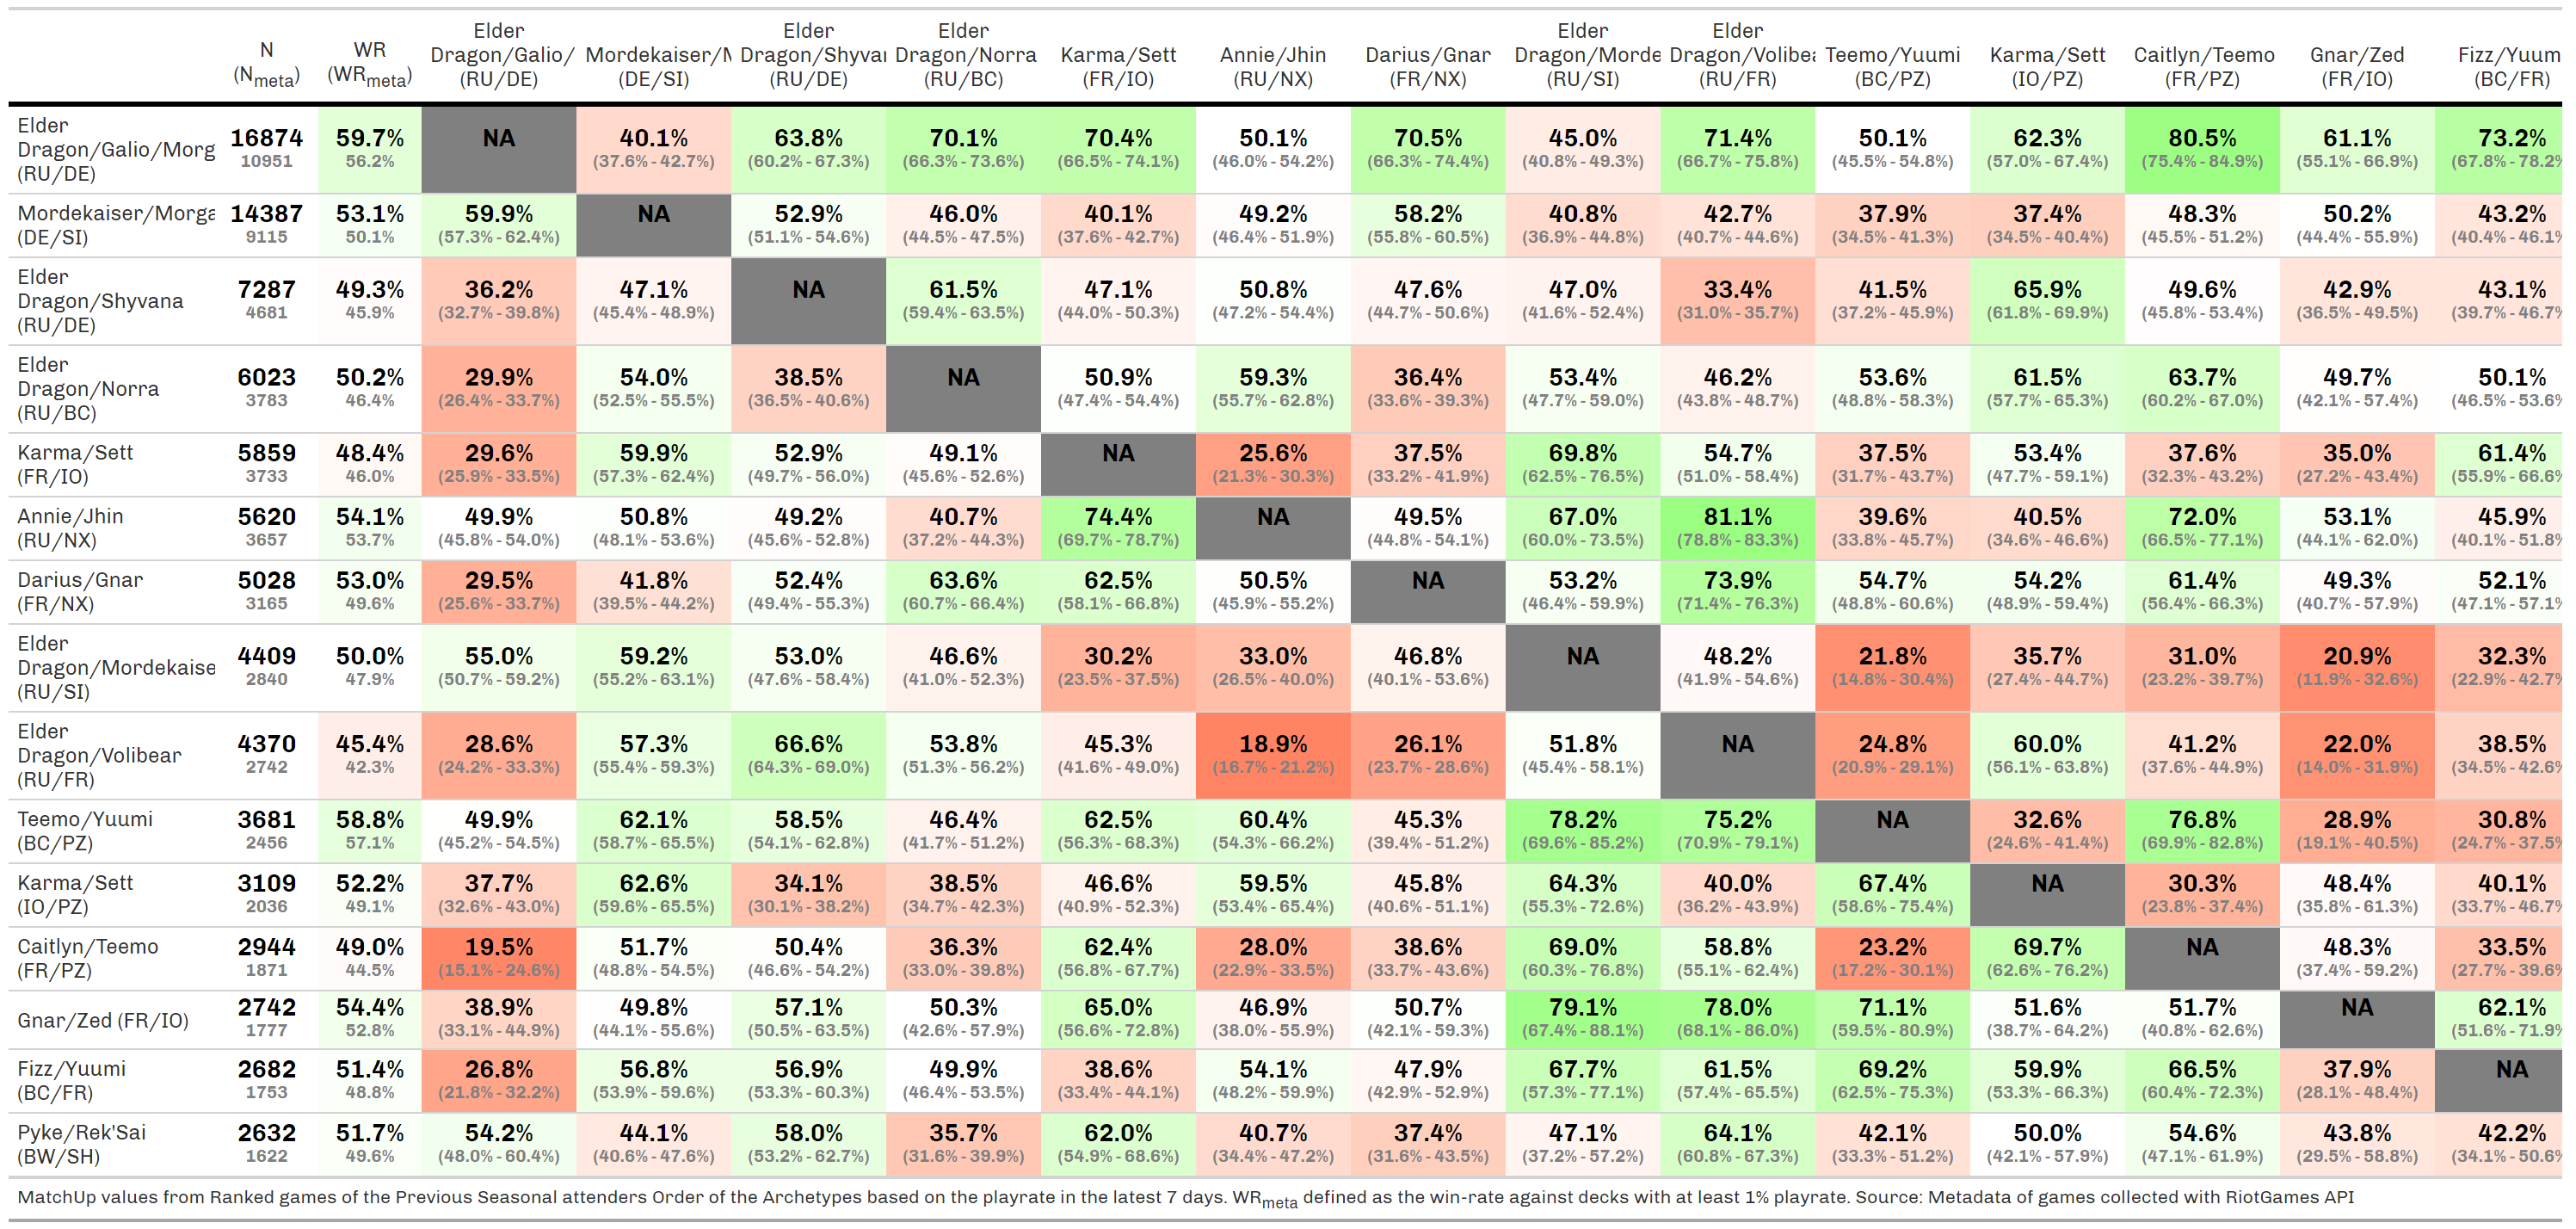 N (N_meta) | WR (WR_meta) | Elder Dragon/Galio/ (RU/DE) | Mordekaiser/M (DE/SI) | Elder Dragon/Shyvar (RU/DE) | Elder Dragon/Norra (RU/BC) | Karma/Sett (FR/IO) | Annie/Jhin (RU/NX) | Darius/Gnar (FR/NX) | Elder Dragon/Morde (RU/SI) | Elder Dragon/Volibea (RU/FR) | Teemo/Yuumi (BC/PZ) | Karma/Sett (IO/PZ) | Caitlyn/Teemo (FR/PZ) | Gnar/Zed (FR/IO) | Fizz/Yuum (BC/FR)
Elder Dragon/Galio/Morg (RU/DE) | 16874 10951 | 59.7% 56.2% | NA | 40.1% (37.6% - 42.7%) | 63.8% (60.2% - 67.3%) | 70.1% (66.3% - 73.6%) | 70.4% (66.5% - 74.1%) | 50.1% (46.0% - 54.2%) | 70.5% (66.3% - 74.4%) | 45.0% (40.8% - 49.3%) | 71.4% (66.7% - 75.8%) | 50.1% (45.5% - 54.8%) | 62.3% (57.0% - 67.4%) | 80.5% (75.4% - 84.9%) | 61.1% (55.1% - 66.9%) | 73.2% (67.8% - 78.2%
Mordekaiser/Morga (DE/SI) | 14387 9115 | 53.1% 50.1% | 59.9% (57.3% - 62.4%) | NA | 52.9% (51.1% - 54.6%) | 46.0% (44.5% - 47.5%) | 40.1% (37.6% - 42.7%) | 49.2% (46.4% - 51.9%) | 58.2% (55.8% - 60.5%) | 40.8% (36.9% - 44.8%) | 42.7% (40.7% - 44.6%) | 37.9% (34.5% - 41.3%) | 37.4% (34.5% - 40.4%) | 48.3% (45.5% - 51.2%) | 50.2% (44.4% - 55.9%) | 43.2% (40.4% - 46.1%
Elder Dragon/Shyvana (RU/DE) | 7287 4681 | 49.3% 45.9% | 36.2% (32.7% - 39.8%) | 47.1% (45.4% - 48.9%) | NA | 61.5% (59.4% - 63.5%) | 47.1% (44.0% - 50.3%) | 50.8% (47.2% - 54.4%) | 47.6% (44.7% - 50.6%) | 47.0% (41.6% - 52.4%) | 33.4% (31.0% - 35.7%) | 41.5% (37.2% - 45.9%) | 65.9% (61.8% - 69.9%) | 49.6% (45.8% - 53.4%) | 42.9% (36.5% - 49.5%) | 43.1% (39.7% - 46.7%
Elder Dragon/Norra (RU/BC) | 6023 3783 | 50.2% 46.4% | 29.9% (26.4% - 33.7%) | 54.0% (52.5% - 55.5%) | 38.5% (36.5% - 40.6%) | NA | 50.9% (47.4% - 54.4%) | 59.3% (55.7% - 62.8%) | 36.4% (33.6% - 39.3%) | 53.4% (47.7% - 59.0%) | 46.2% (43.8% - 48.7%) | 53.6% (48.8% - 58.3%) | 61.5% (57.7% - 65.3%) | 63.7% (60.2% - 67.0%) | 49.7% (42.1% - 57.4%) | 50.1% (46.5% - 53.6%
Karma/Sett (FR/IO) | 5859 3733 | 48.4% 46.0% | 29.6% (25.9% - 33.5%) | 59.9% (57.3% - 62.4%) | 52.9% (49.7% - 56.0%) | 49.1% (45.6% - 52.6%) | NA | 25.6% (21.3% - 30.3%) | 37.5% (33.2% - 41.9%) | 69.8% (62.5% - 76.5%) | 54.7% (51.0% - 58.4%) | 37.5% (31.7% - 43.7%) | 53.4% (47.7% - 59.1%) | 37.6% (32.3% - 43.2%) | 35.0% (27.2% - 43.4%) | 61.4% (55.9% - 66.6%
Annie/Jhin (RU/NX) | 5620 3657 | 54.1% 53.7% | 49.9% (45.8% - 54.0%) | 50.8% (48.1% - 53.6%) | 49.2% (45.6% - 52.8%) | 40.7% (37.2% - 44.3%) | 74.4% (69.7% - 78.7%) | NA | 49.5% (44.8% - 54.1%) | 67.0% (60.0% - 73.5%) | 81.1% (78.8% - 83.3%) | 39.6% (33.8% - 45.7%) | 40.5% (34.6% - 46.6%) | 72.0% (66.5% - 77.1%) | 53.1% (44.1% - 62.0%) | 45.9% (40.1% - 51.8%
Darius/Gnar (FR/NX) | 5028 3165 | 53.0% 49.6% | 29.5% (25.6% - 33.7%) | 41.8% (39.5% - 44.2%) | 52.4% (49.4% - 55.3%) | 63.6% (60.7% - 66.4%) | 62.5% (58.1% - 66.8%) | 50.5% (45.9% - 55.2%) | NA | 53.2% (46.4% - 59.9%) | 73.9% (71.4% - 76.3%) | 54.7% (48.8% - 60.6%) | 54.2% (48.9% - 59.4%) | 61.4% (56.4% - 66.3%) | 49.3% (40.7% - 57.9%) | 52.1% (47.1% - 57.1%
Elder Dragon/Mordekaise (RU/SI) | 4409 2840 | 50.0% 47.9% | 55.0% (50.7% - 59.2%) | 59.2% (55.2% - 63.1%) | 53.0% (47.6% - 58.4%) | 46.6% (41.0% - 52.3%) | 30.2% (23.5% - 37.5%) | 33.0% (26.5% - 40.0%) | 46.8% (40.1% - 53.6%) | NA | 48.2% (41.9% - 54.6%) | 21.8% (14.8% - 30.4%) | 35.7% (27.4% - 44.7%) | 31.0% (23.2% - 39.7%) | 20.9% (11.9% - 32.6%) | 32.3% (22.9% - 42.7%
Elder Dragon/Volibear (RU/FR) | 4370 2742 | 45.4% 42.3% | 28.6% (24.2% - 33.3%) | 57.3% (55.4% - 59.3%) | 66.6% (64.3% - 69.0%) | 53.8% (51.3% - 56.2%) | 45.3% (41.6% - 49.0%) | 18.9% (16.7% - 21.2%) | 26.1% (23.7% - 28.6%) | 51.8% (45.4% - 58.1%) | NA | 24.8% (20.9% - 29.1%) | 60.0% (56.1% - 63.8%) | 41.2% (37.6% - 44.9%) | 22.0% (14.0% - 31.9%) | 38.5% (34.5% - 42.6%
Teemo/Yuumi (BC/PZ) | 3681 2456 | 58.8% 57.1% | 49.9% (45.2% - 54.5%) | 62.1% (58.7% - 65.5%) | 58.5% (54.1% - 62.8%) | 46.4% (41.7% - 51.2%) | 62.5% (56.3% - 68.3%) | 60.4% (54.3% - 66.2%) | 45.3% (39.4% - 51.2%) | 78.2% (69.6% - 85.2%) | 75.2% (70.9% - 79.1%) | NA | 32.6% (24.6% - 41.4%) | 76.8% (69.9% - 82.8%) | 28.9% (19.1% - 40.5%) | 30.8% (24.7% - 37.5%
Karma/Sett (IO/PZ) | 3109 2036 | 52.2% 49.1% | 37.7% (32.6% - 43.0%) | 62.6% (59.6% - 65.5%) | 34.1% (30.1% - 38.2%) | 38.5% (34.7% - 42.3%) | 46.6% (40.9% - 52.3%) | 59.5% (53.4% - 65.4%) | 45.8% (40.6% - 51.1%) | 64.3% (55.3% - 72.6%) | 40.0% (36.2% - 43.9%) | 67.4% (58.6% - 75.4%) | NA | 30.3% (23.8% - 37.4%) | 48.4% (35.8% - 61.3%) | 40.1% (33.7% - 46.7%
Caitlyn/Teemo (FR/PZ) | 2944 1871 | 49.0% 44.5% | 19.5% (15.1% - 24.6%) | 51.7% (48.8% - 54.5%) | 50.4% (46.6% - 54.2%) | 36.3% (33.0% - 39.8%) | 62.4% (56.8% - 67.7%) | 28.0% (22.9% - 33.5%) | 38.6% (33.7% - 43.6%) | 69.0% (60.3% - 76.8%) | 58.8% (55.1% - 62.4%) | 23.2% (17.2% - 30.1%) | 69.7% (62.6% - 76.2%) | NA | 48.3% (37.4% - 59.2%) | 33.5% (27.7% - 39.6%
Gnar/Zed (FR/IO) | 2742 1777 | 54.4% 52.8% | 38.9% (33.1% - 44.9%) | 49.8% (44.1% - 55.6%) | 57.1% (50.5% - 63.5%) | 50.3% (42.6% - 57.9%) | 65.0% (56.6% - 72.8%) | 46.9% (38.0% - 55.9%) | 50.7% (42.1% - 59.3%) | 79.1% (67.4% - 88.1%) | 78.0% (68.1% - 86.0%) | 71.1% (59.5% - 80.9%) | 51.6% (38.7% - 64.2%) | 51.7% (40.8% - 62.6%) | NA | 62.1% (51.6% - 71.9%
Fizz/Yuumi (BC/FR) | 2682 1753 | 51.4% 48.8% | 26.8% (21.8% - 32.2%) | 56.8% (53.9% - 59.6%) | 56.9% (53.3% - 60.3%) | 49.9% (46.4% - 53.5%) | 38.6% (33.4% - 44.1%) | 54.1% (48.2% - 59.9%) | 47.9% (42.9% - 52.9%) | 67.7% (57.3% - 77.1%) | 61.5% (57.4% - 65.5%) | 69.2% (62.5% - 75.3%) | 59.9% (53.3% - 66.3%) | 66.5% (60.4% - 72.3%) | 37.9% (28.1% - 48.4%) | NA
Pyke/Rek'Sai (BW/SH) | 2632 1622 | 51.7% 49.6% | 54.2% (48.0% - 60.4%) | 44.1% (40.6% - 47.6%) | 58.0% (53.2% - 62.7%) | 35.7% (31.6% - 39.9%) | 62.0% (54.9% - 68.6%) | 40.7% (34.4% - 47.2%) | 37.4% (31.6% - 43.5%) | 47.1% (37.2% - 57.2%) | 64.1% (60.8% - 67.3%) | 42.1% (33.3% - 51.2%) | 50.0% (42.1% - 57.9%) | 54.6% (47.1% - 61.9%) | 43.8% (29.5% - 58.8%) | 42.2% (34.1% - 50.6%
MatchUp values from Ranked games of the Previous Seasonal attenders Order of the Archetypes based on the playrate in the latest 7 days. WR_meta defined as the win-rate against decks with at least 1% playrate. Source: Metadata of games collected with RiotGames API